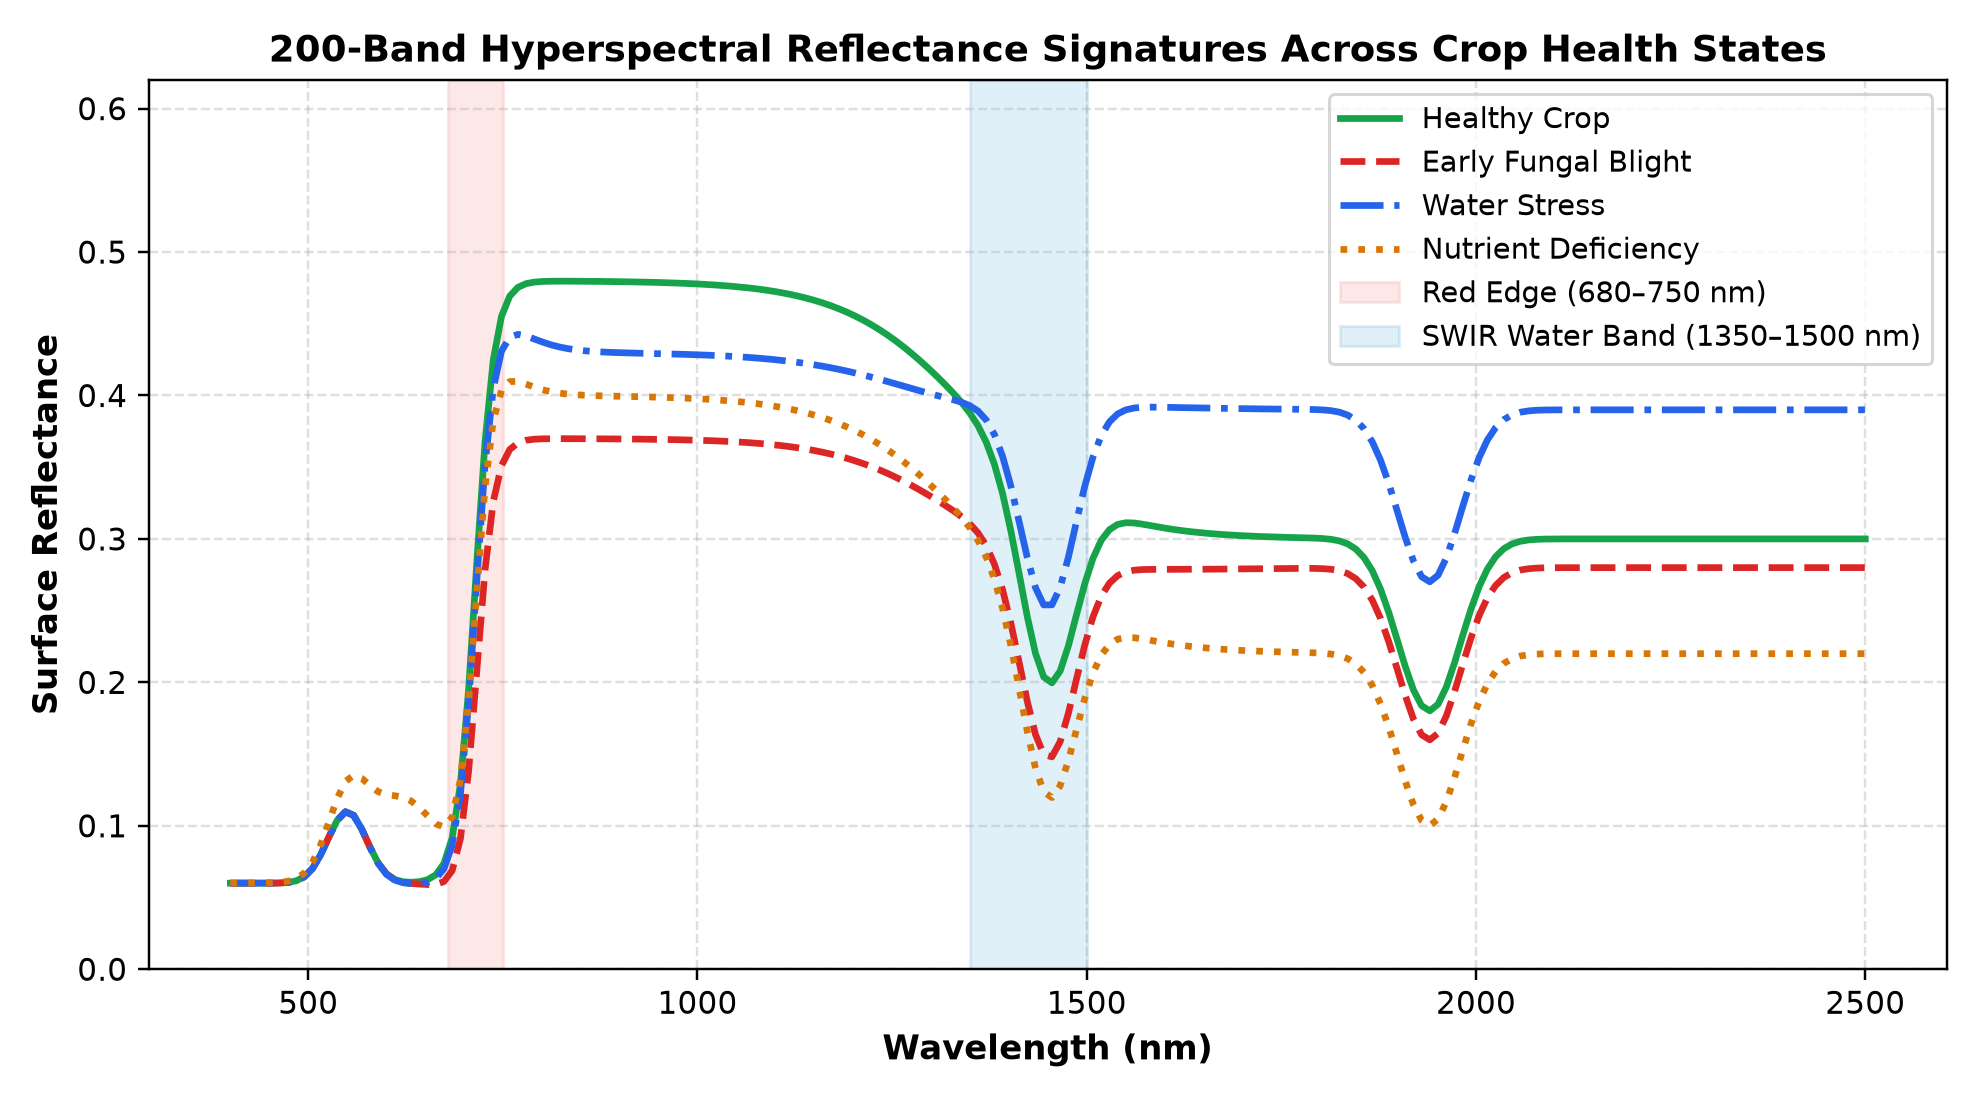 200-Band Hyperspectral Reflectance Signatures Across Crop Health States
Healthy Crop
Early Fungal Blight
Water Stress
Nutrient Deficiency
Red Edge (680–750 nm)
SWIR Water Band (1350–1500 nm)
Surface Reflectance
0.6
0.5
0.4
0.3
0.2
0.1
0.0
500
1000
1500
2000
2500
Wavelength (nm)